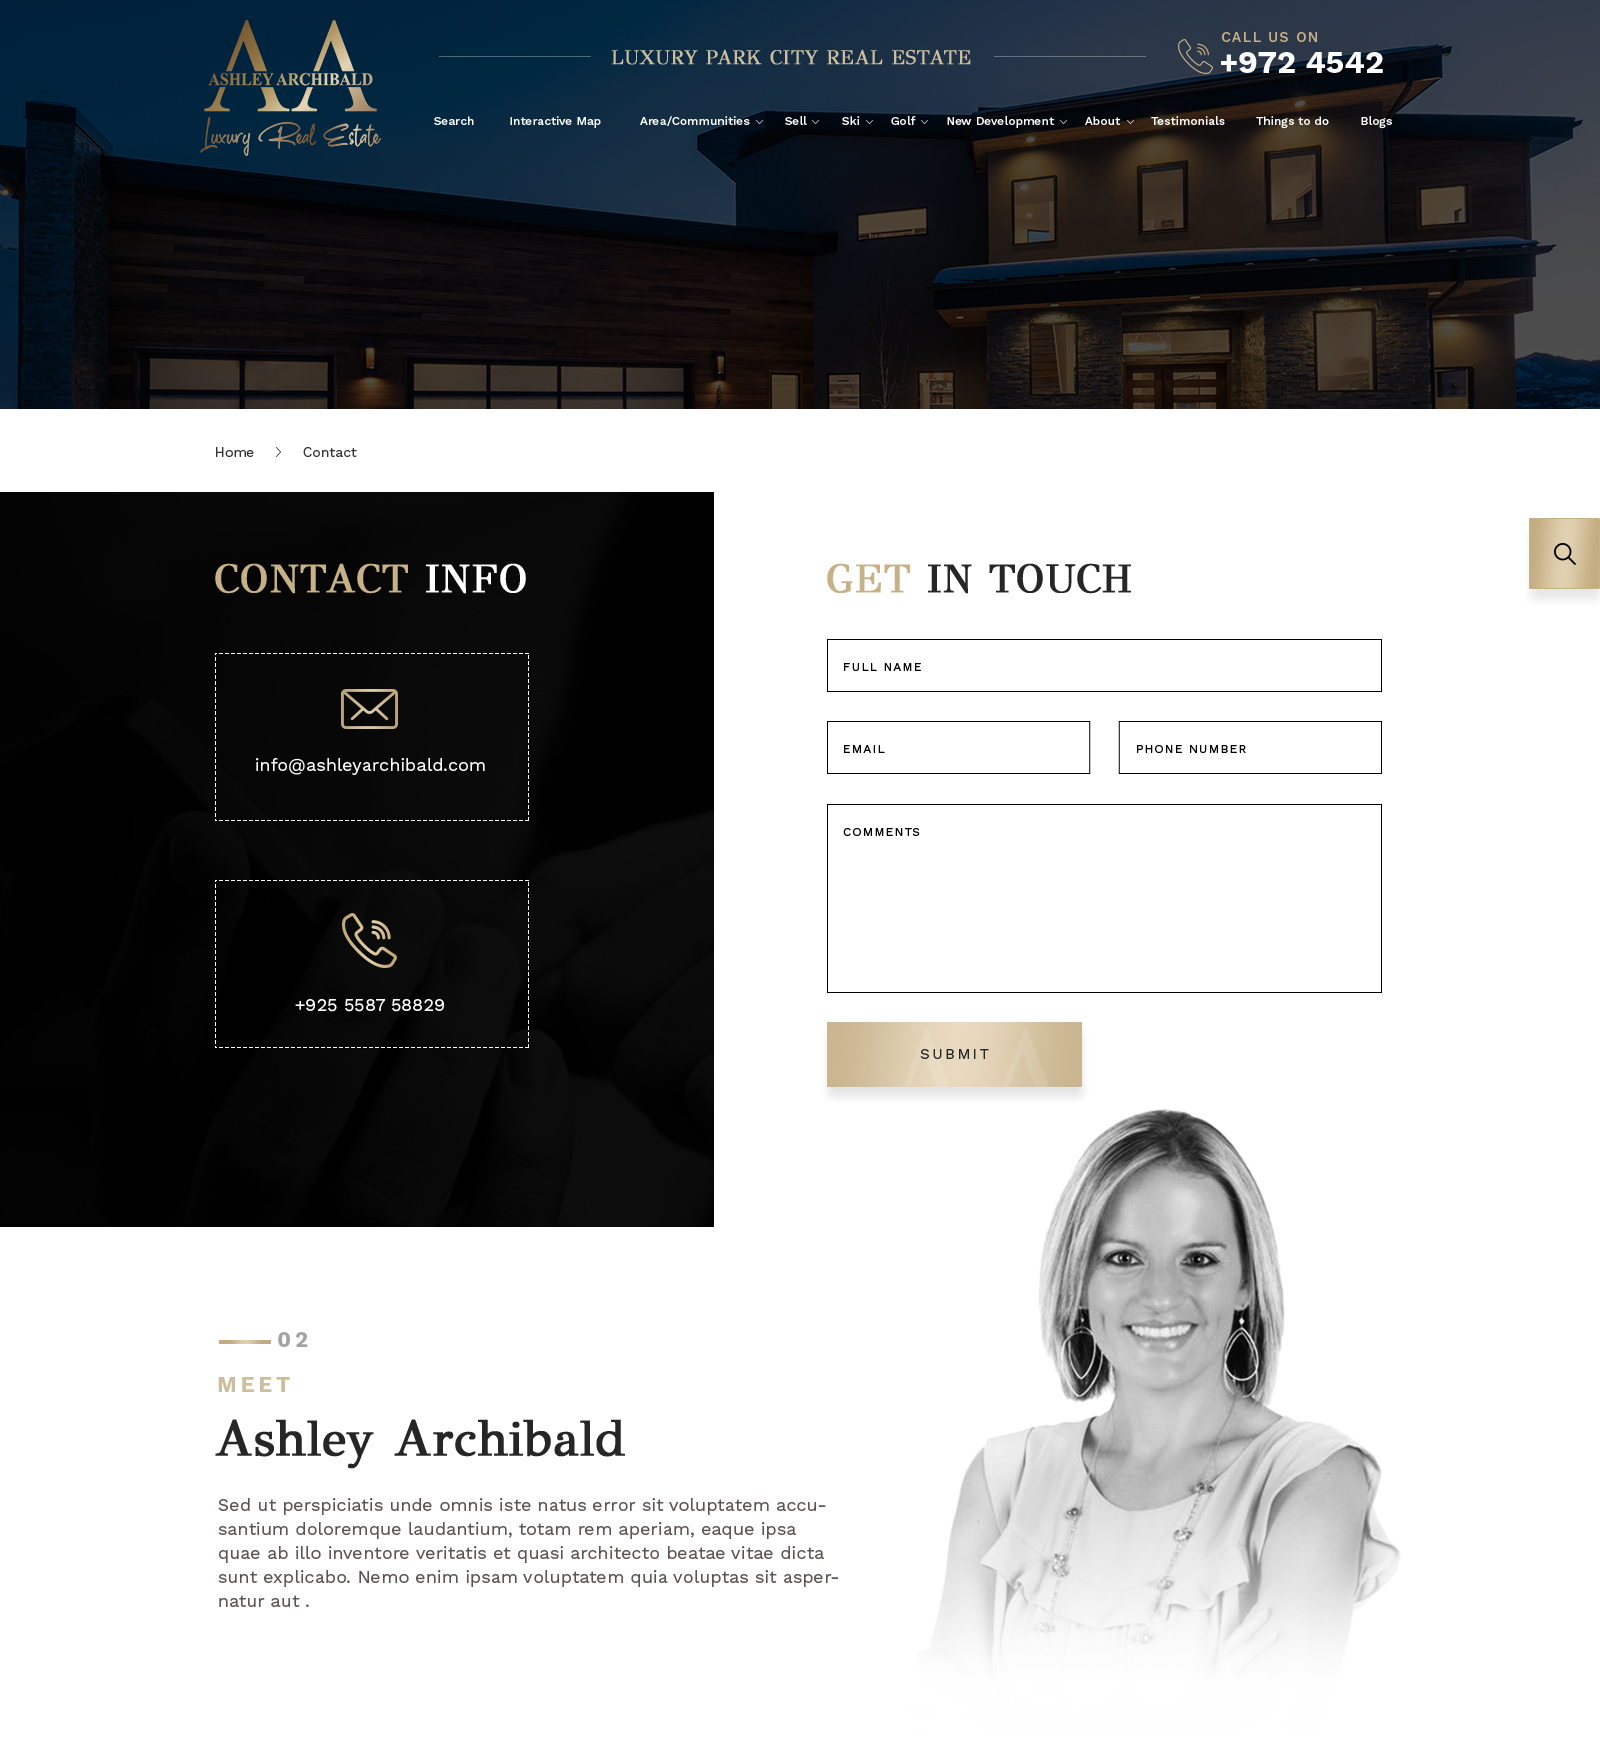 ASHLEY ARCHIBALD
Luxury Real Estate
LUXURY PARK CITY REAL ESTATE
CALL US ON
+972 4542
Search Interactive Map Area/Communities Sell Ski Golf New Development About Testimonials Things to do Blogs
Home > Contact
CONTACT INFO
info@ashleyarchibald.com
+925 5587 58829
GET IN TOUCH
FULL NAME
EMAIL PHONE NUMBER
COMMENTS
SUBMIT
02
MEET
Ashley Archibald
Sed ut perspiciatis unde omnis iste natus error sit voluptatem accu-
santium doloremque laudantium, totam rem aperiam, eaque ipsa
quae ab illo inventore veritatis et quasi architecto beatae vitae dicta
sunt explicabo. Nemo enim ipsam voluptatem quia voluptas sit asper-
natur aut .